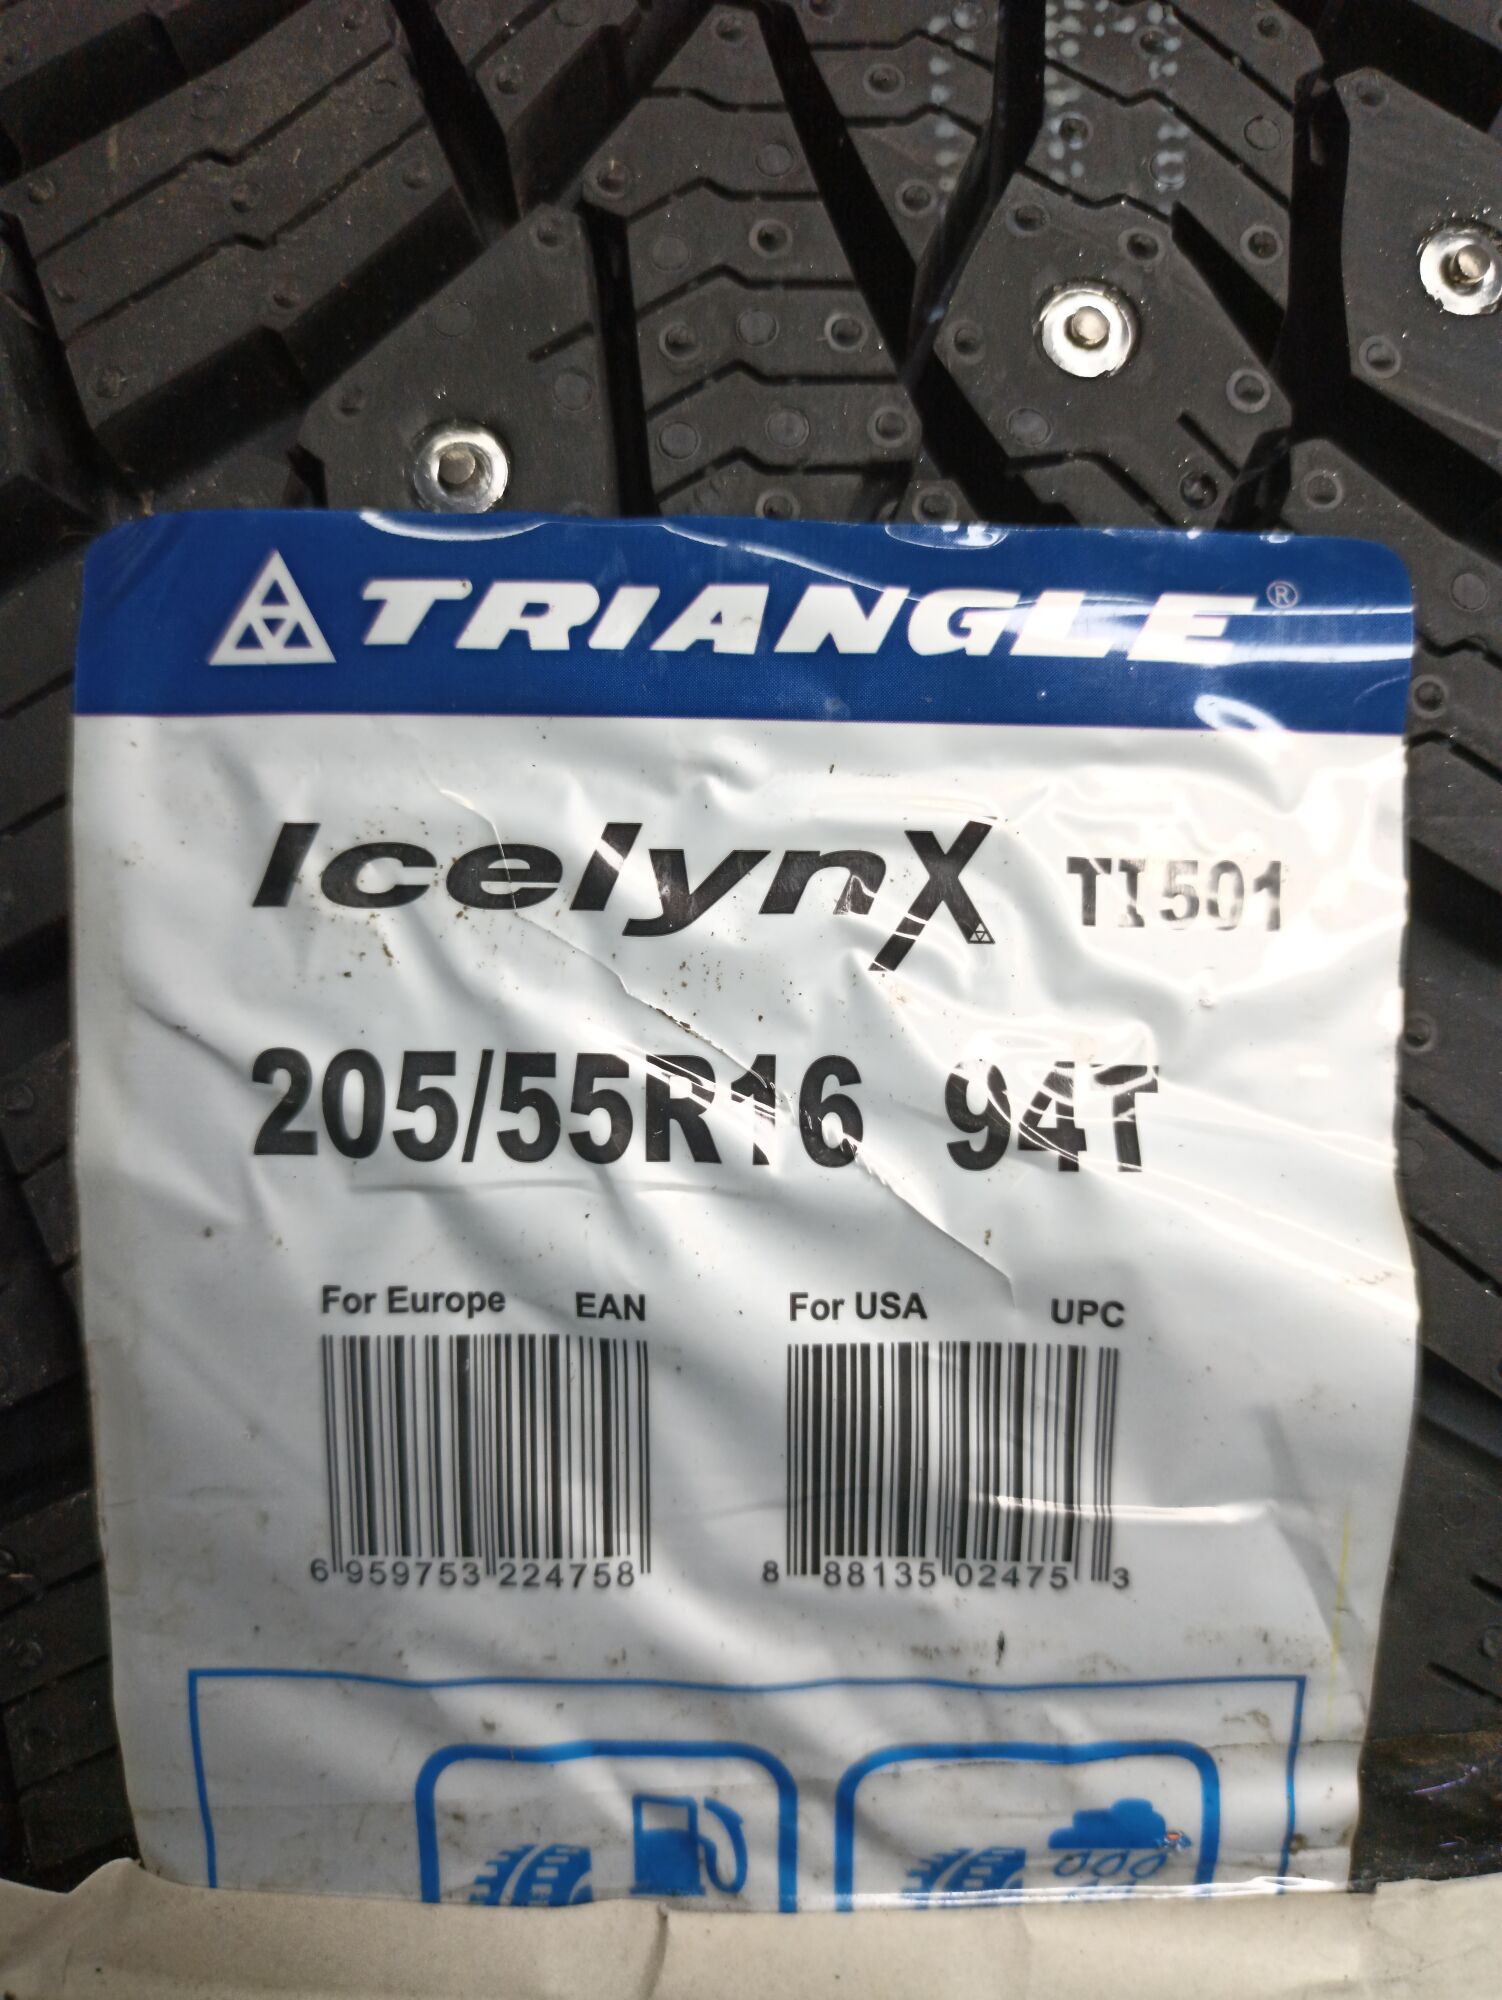 TRIANGLE®
IcelynX TI501
205/55R16 94T
For Europe EAN For USA UPC
6 959753 224758 8 88135 02475 3